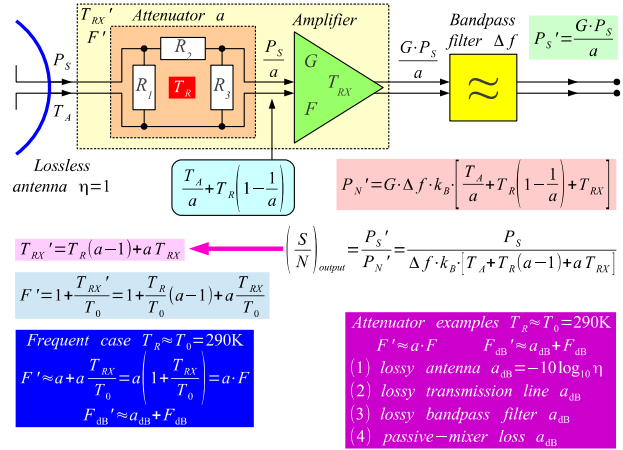 T_RX' Attenuator a Amplifier Bandpass filter Δf
F'
P_S'=G·P_S/a
P_S R_2 P_S/a G·P_S/a
R_1 T_R R_3 G T_RX
T_A F
Lossless
antenna η=1
T_A/a+T_R(1−1/a)
P_N'=G·Δf·k_B·[T_A/a+T_R(1−1/a)+T_RX]
T_RX'=T_R(a−1)+a T_RX
(S/N)_output=P_S'/P_N'=P_S/(Δf·k_B·[T_A+T_R(a−1)+a T_RX])
F'=1+T_RX'/T_0=1+T_R/T_0(a−1)+a T_RX/T_0
Frequent case T_R≈T_0=290K
F'≈a+a T_RX/T_0=a(1+T_RX/T_0)=a·F
F_dB'≈a_dB+F_dB
Attenuator examples T_R≈T_0=290K
F'≈a·F F_dB'≈a_dB+F_dB
(1) lossy antenna a_dB=−10log_10 η
(2) lossy transmission line a_dB
(3) lossy bandpass filter a_dB
(4) passive−mixer loss a_dB